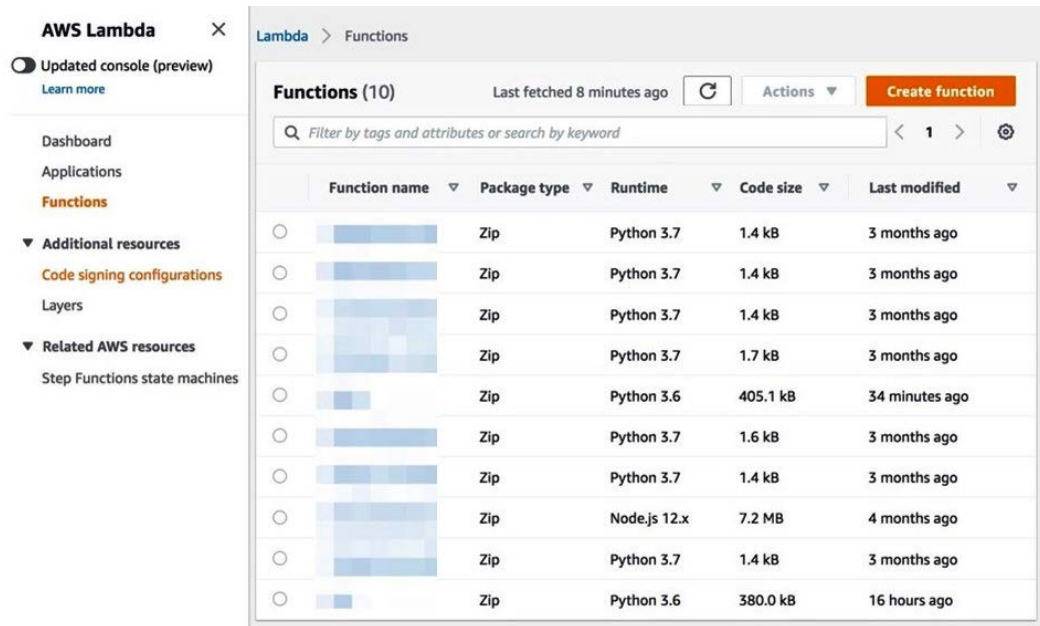 AWS Lambda
Updated console (preview)
Learn more
Dashboard
Applications
Functions
Additional resources
Code signing configurations
Layers
Related AWS resources
Step Functions state machines
Lambda > Functions
Functions (10) Last fetched 8 minutes ago Actions Create function
Filter by tags and attributes or search by keyword < 1 >
Function name Package type Runtime Code size Last modified
Zip Python 3.7 1.4 kB 3 months ago
Zip Python 3.7 1.4 kB 3 months ago
Zip Python 3.7 1.4 kB 3 months ago
Zip Python 3.7 1.7 kB 3 months ago
Zip Python 3.6 405.1 kB 34 minutes ago
Zip Python 3.7 1.6 kB 3 months ago
Zip Python 3.7 1.4 kB 3 months ago
Zip Node.js 12.x 7.2 MB 4 months ago
Zip Python 3.7 1.4 kB 3 months ago
Zip Python 3.6 380.0 kB 16 hours ago